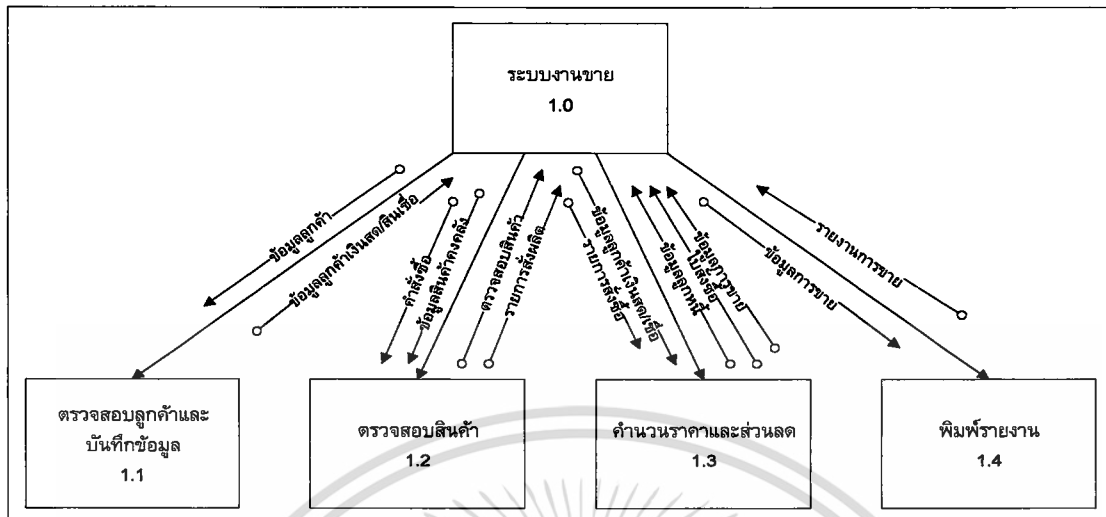 ระบบงานขาย
1.0
ข้อมูลลูกค้า
ข้อมูลลูกค้าเงินสด/สินเชื่อ
คำสั่งซื้อ
ข้อมูลสินค้าคงคลัง
ตรวจสอบสินค้า
รายการสั่งผลิต
รายการสั่งซื้อ
ข้อมูลลูกค้าเงินสด/เชื่อ
ข้อมูลลูกหนี้
ใบสั่งซื้อ
ข้อมูลการขาย
ข้อมูลการขาย
รายงานการขาย
ตรวจสอบลูกค้าและ
บันทึกข้อมูล
1.1
ตรวจสอบสินค้า
1.2
คำนวนราคาและส่วนลด
1.3
พิมพ์รายงาน
1.4